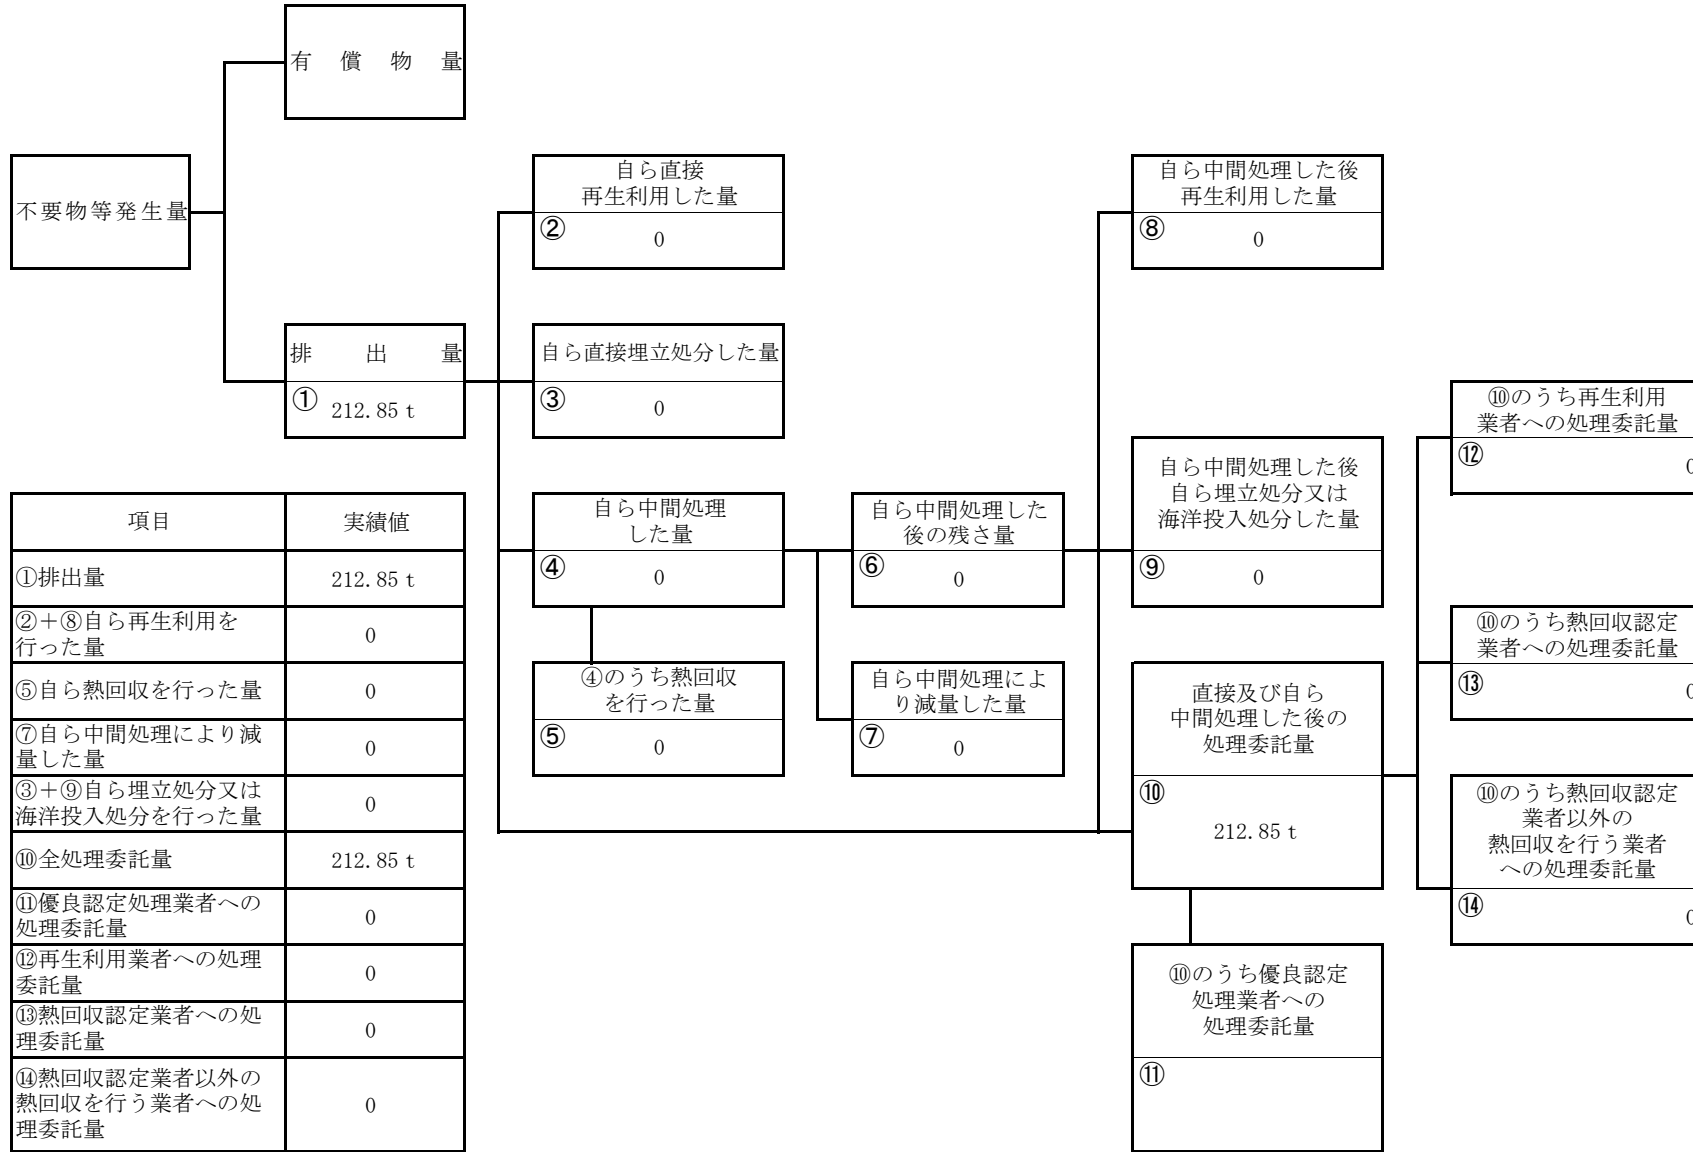 有償物量
不要物等発生量
排出量
① 212.85 t
自ら直接
再生利用した量
② 0
自ら直接埋立処分した量
③ 0
自ら中間処理
した量
④ 0
④のうち熱回収
を行った量
⑤ 0
自ら中間処理した
後の残さ量
⑥ 0
自ら中間処理によ
り減量した量
⑦ 0
自ら中間処理した後
再生利用した量
⑧ 0
自ら中間処理した後
自ら埋立処分又は
海洋投入処分した量
⑨ 0
直接及び自ら
中間処理した後の
処理委託量
⑩
212.85 t
⑩のうち優良認定
処理業者への
処理委託量
⑪
⑩のうち再生利用
業者への処理委託量
⑫ 0
⑩のうち熱回収認定
業者への処理委託量
⑬ 0
⑩のうち熱回収認定
業者以外の
熱回収を行う業者
への処理委託量
⑭ 0
項目 実績値
①排出量 212.85 t
②+⑧自ら再生利用を
行った量 0
⑤自ら熱回収を行った量 0
⑦自ら中間処理により減
量した量 0
③+⑨自ら埋立処分又は
海洋投入処分を行った量 0
⑩全処理委託量 212.85 t
⑪優良認定処理業者への
処理委託量 0
⑫再生利用業者への処理
委託量 0
⑬熱回収認定業者への処
理委託量 0
⑭熱回収認定業者以外の
熱回収を行う業者への処
理委託量 0